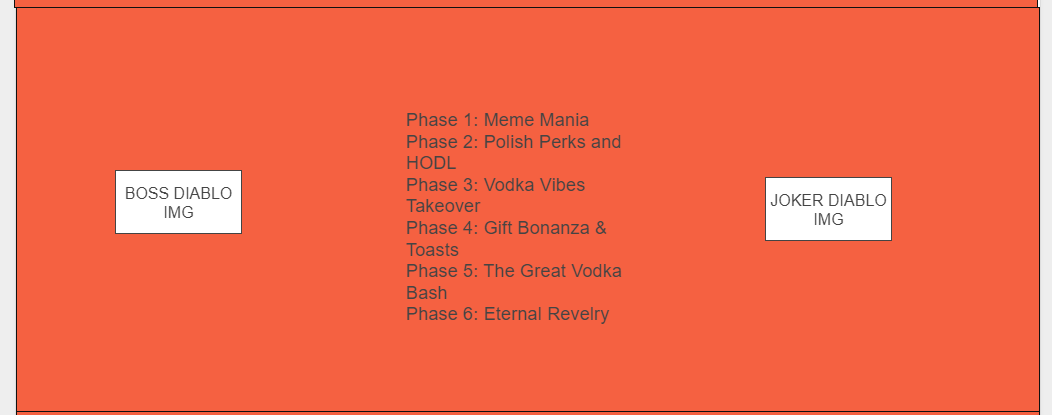 BOSS DIABLO
IMG
Phase 1: Meme Mania
Phase 2: Polish Perks and
HODL
Phase 3: Vodka Vibes
Takeover
Phase 4: Gift Bonanza &
Toasts
Phase 5: The Great Vodka
Bash
Phase 6: Eternal Revelry
JOKER DIABLO
IMG